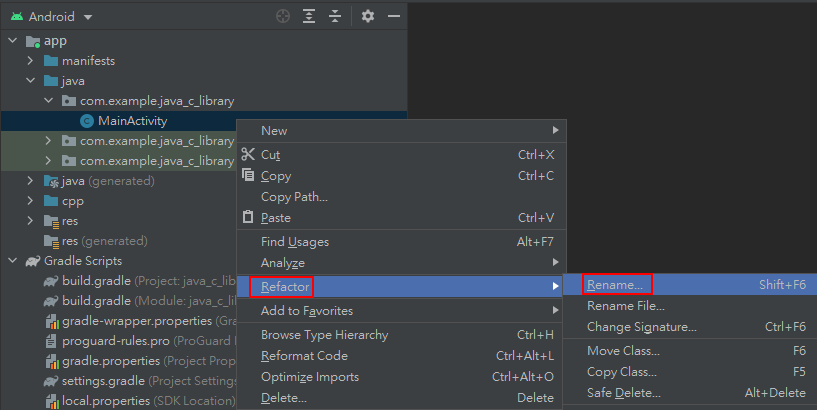 Android
app
manifests
java
com.example.java_c_library
MainActivity
com.example.java_c_library
com.example.java_c_library
java (generated)
cpp
res
res (generated)
Gradle Scripts
build.gradle (Project: java_c_lib
build.gradle (Module: java_c_li
gradle-wrapper.properties (Gra
proguard-rules.pro (ProGuard
gradle.properties (Project Prop
settings.gradle (Project Setting
local.properties (SDK Location)
New
Cut Ctrl+X
Copy Ctrl+C
Copy Path...
Paste Ctrl+V
Find Usages Alt+F7
Analyze
Refactor
Add to Favorites
Browse Type Hierarchy Ctrl+H
Reformat Code Ctrl+Alt+L
Optimize Imports Ctrl+Alt+O
Delete... Delete
Rename... Shift+F6
Rename File...
Change Signature... Ctrl+F6
Move Class... F6
Copy Class... F5
Safe Delete... Alt+Delete